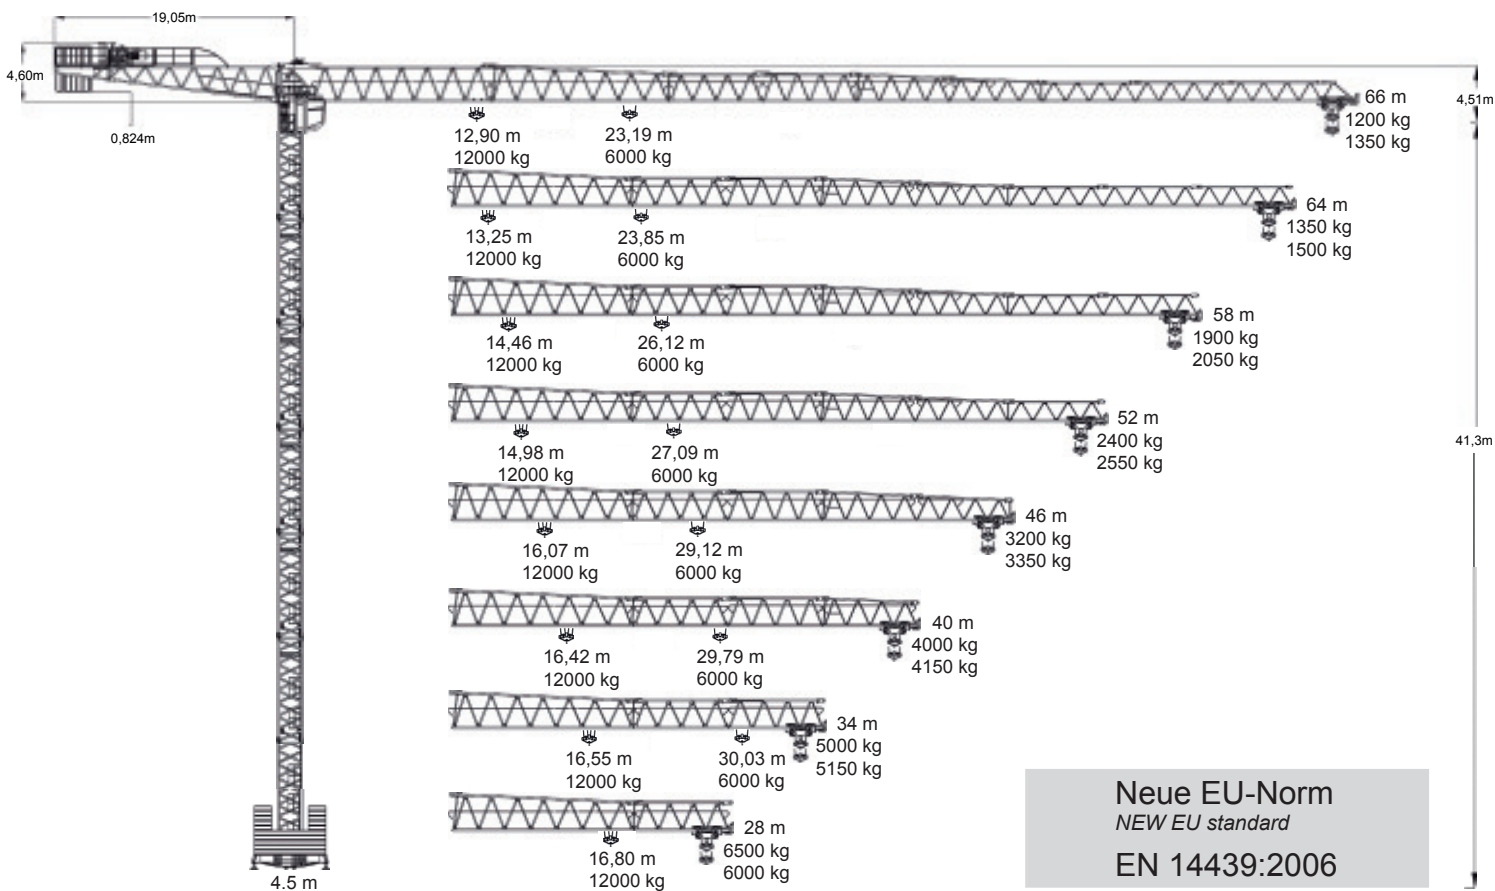 19,05m
4,60m
0,824m
4,51m
41,3m
12,90 m
12000 kg
23,19 m
6000 kg
66 m
1200 kg
1350 kg
13,25 m
12000 kg
23,85 m
6000 kg
64 m
1350 kg
1500 kg
14,46 m
12000 kg
26,12 m
6000 kg
58 m
1900 kg
2050 kg
14,98 m
12000 kg
27,09 m
6000 kg
52 m
2400 kg
2550 kg
16,07 m
12000 kg
29,12 m
6000 kg
46 m
3200 kg
3350 kg
16,42 m
12000 kg
29,79 m
6000 kg
40 m
4000 kg
4150 kg
16,55 m
12000 kg
30,03 m
6000 kg
34 m
5000 kg
5150 kg
16,80 m
12000 kg
28 m
6500 kg
6000 kg
4.5 m
Neue EU-Norm
NEW EU standard
EN 14439:2006